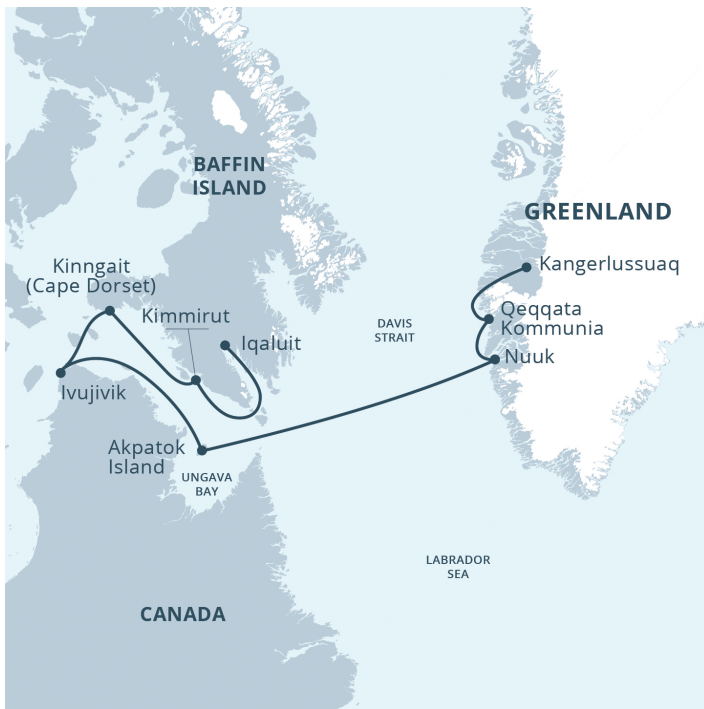 BAFFIN
ISLAND
GREENLAND
Kinngait
(Cape Dorset)
Kangerlussuaq
Kimmirut
Qeqqata
Kommunia
DAVIS
STRAIT
Iqaluit
Nuuk
Ivujivik
Akpatok
Island
UNGAVA
BAY
LABRADOR
SEA
CANADA